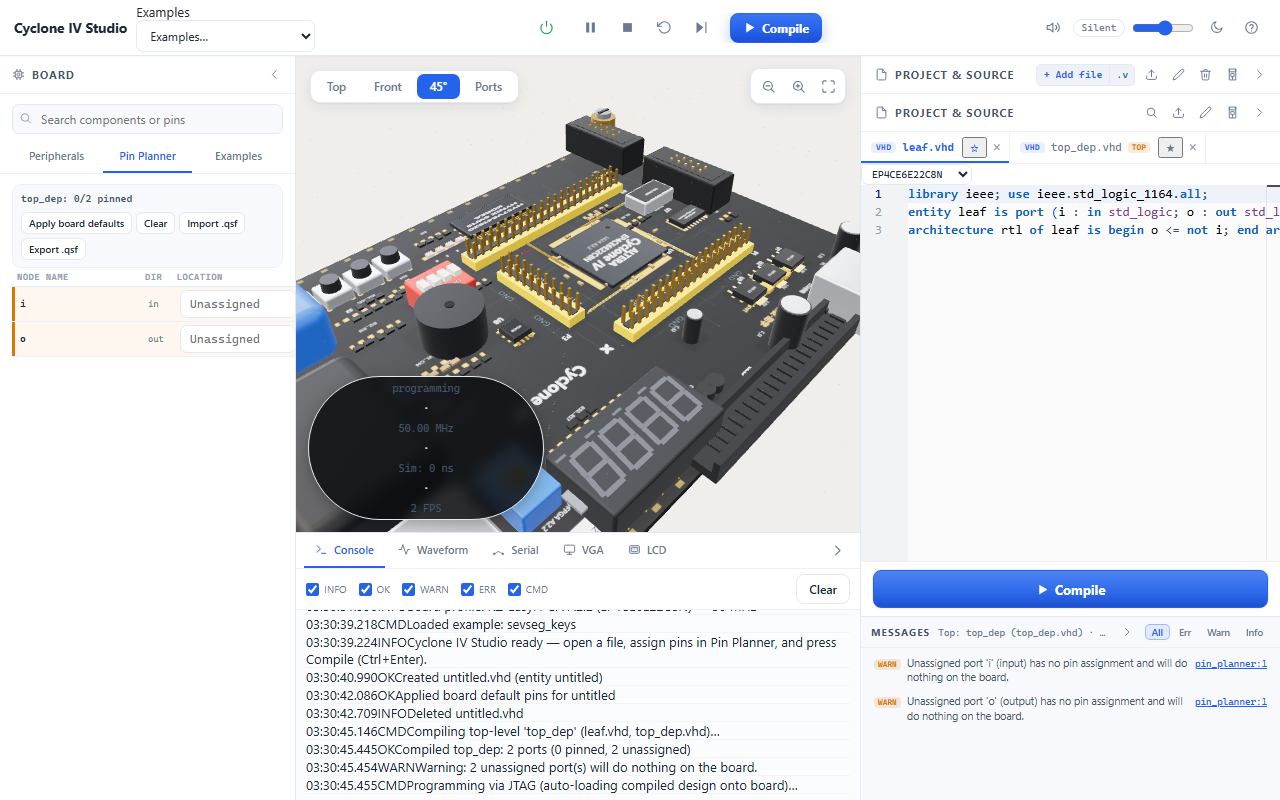 Cyclone IV Studio
Examples
Examples...
Compile
Silent
BOARD
Search components or pins
Peripherals
Pin Planner
Examples
top_dep: 0/2 pinned
Apply board defaults
Clear
Import .qsf
Export .qsf
NODE NAME
DIR
LOCATION
i
in
Unassigned
o
out
Unassigned
Top
Front
45°
Ports
ALTERA
Cyclone IV
GND
GND
Cyclone
programming
·
50.00 MHz
·
Sim: 0 ns
·
2 FPS
Console
Waveform
Serial
VGA
LCD
INFO
OK
WARN
ERR
CMD
Clear
03:30:39.218CMDLoaded example: sevseg_keys
03:30:39.224INFOCyclone IV Studio ready — open a file, assign pins in Pin Planner, and press
Compile (Ctrl+Enter).
03:30:40.990OKCreated untitled.vhd (entity untitled)
03:30:42.086OKApplied board default pins for untitled
03:30:42.709INFODeleted untitled.vhd
03:30:45.146CMDCompiling top-level 'top_dep' (leaf.vhd, top_dep.vhd)...
03:30:45.445OKCompiled top_dep: 2 ports (0 pinned, 2 unassigned)
03:30:45.454WARNWarning: 2 unassigned port(s) will do nothing on the board.
03:30:45.455CMDProgramming via JTAG (auto-loading compiled design onto board)...
PROJECT & SOURCE
+ Add file
.v
PROJECT & SOURCE
VHD leaf.vhd ☆ ×
VHD top_dep.vhd TOP ★ ×
EP4CE6E22C8N
1 library ieee; use ieee.std_logic_1164.all;
2 entity leaf is port (i : in std_logic; o : out std_l
3 architecture rtl of leaf is begin o <= not i; end ar
Compile
MESSAGES
Top: top_dep (top_dep.vhd) · …
All
Err
Warn
Info
WARN Unassigned port 'i' (input) has no pin assignment and will do pin_planner:1
nothing on the board.
WARN Unassigned port 'o' (output) has no pin assignment and will pin_planner:1
do nothing on the board.